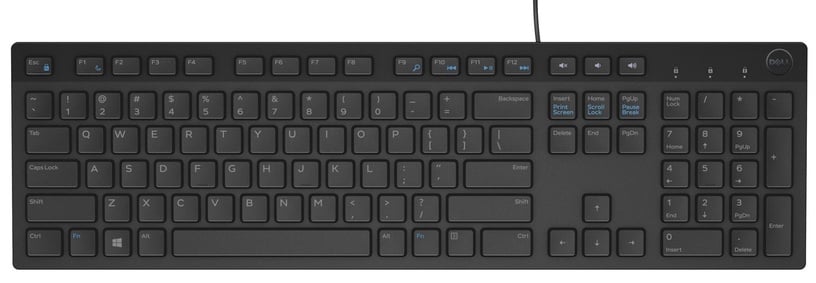 Esc F1 F2 F3 F4 F5 F6 F7 F8 F9 F10 F11 F12 DELL
~ ! @ # $ % ^ & * ( ) _ + Backspace Insert Home PgUp Num
` 1 2 3 4 5 6 7 8 9 0 - = Print Scroll Pause Lock / * -
Screen Lock Break
Tab Q W E R T Y U I O P { } | Delete End PgDn 7 8 9 +
[ ] \ Home ↑ PgUp
Caps Lock A S D F G H J K L : " Enter 4 5 6
; ' ← →
Shift Z X C V B N M < > ? Shift ↑ 1 2 3 Enter
, . / End ↓ PgDn
Ctrl Fn Alt Alt Fn Ctrl ← ↓ → 0 .
Insert Delete